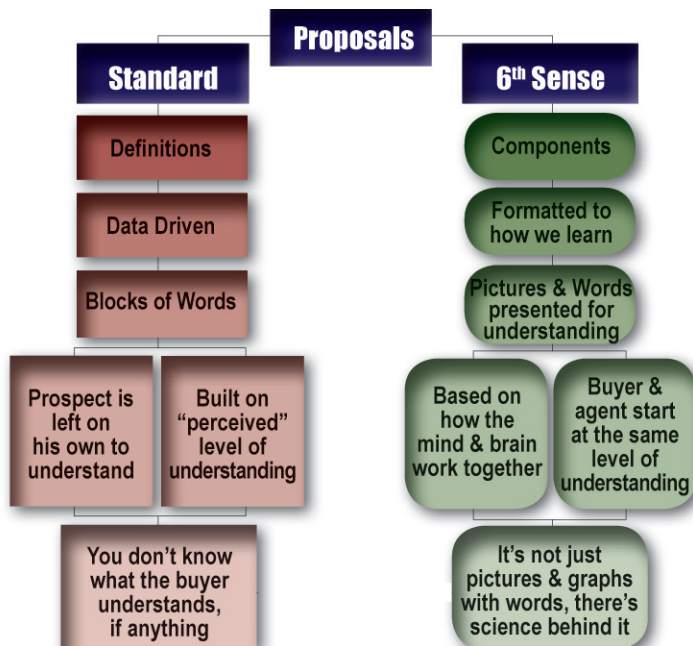 Proposals
Standard
Definitions
Data Driven
Blocks of Words
Prospect is
left on
his own to
understand
Built on
“perceived”
level of
understanding
You don’t know
what the buyer
understands,
if anything
6th Sense
Components
Formatted to
how we learn
Pictures & Words
presented for
understanding
Based on
how the
mind & brain
work together
Buyer &
agent start
at the same
level of
understanding
It’s not just
pictures & graphs
with words, there’s
science behind it